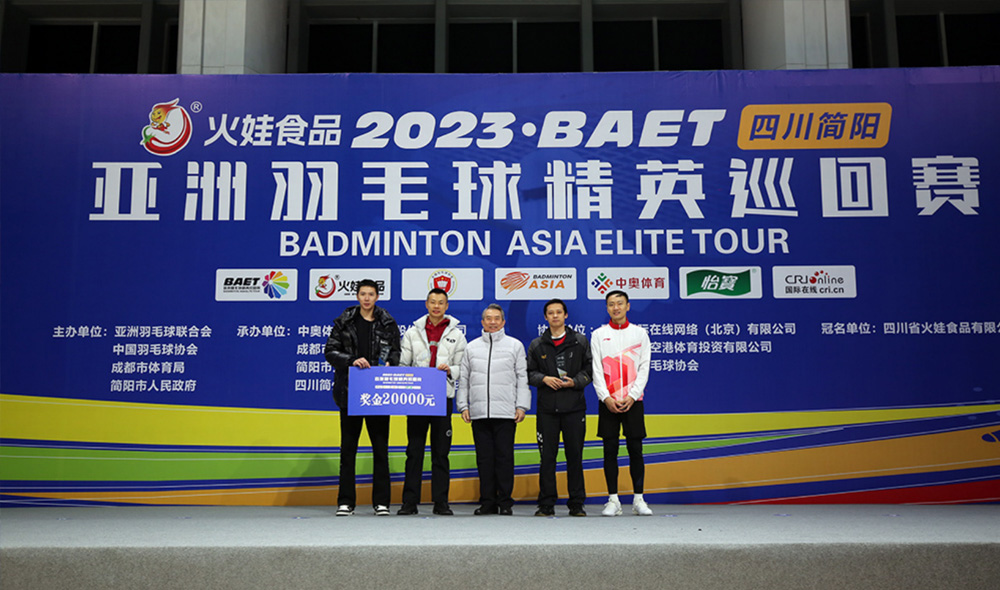 火娃食品 2023·BAET 四川简阳
®
亚洲羽毛球精英巡回赛
BADMINTON ASIA ELITE TOUR
BAET 火娃 BADMINTON ASIA 中奥体育 怡寶 CRI online 国际在线 cri.cn
主办单位：亚洲羽毛球联合会
中国羽毛球协会
成都市体育局
简阳市人民政府
承办单位：中奥体
成都市
简阳市
四川简
在线网络（北京）有限公司
空港体育投资有限公司
毛球协会
冠名单位：四川省火娃食品有限公
奖金20000元